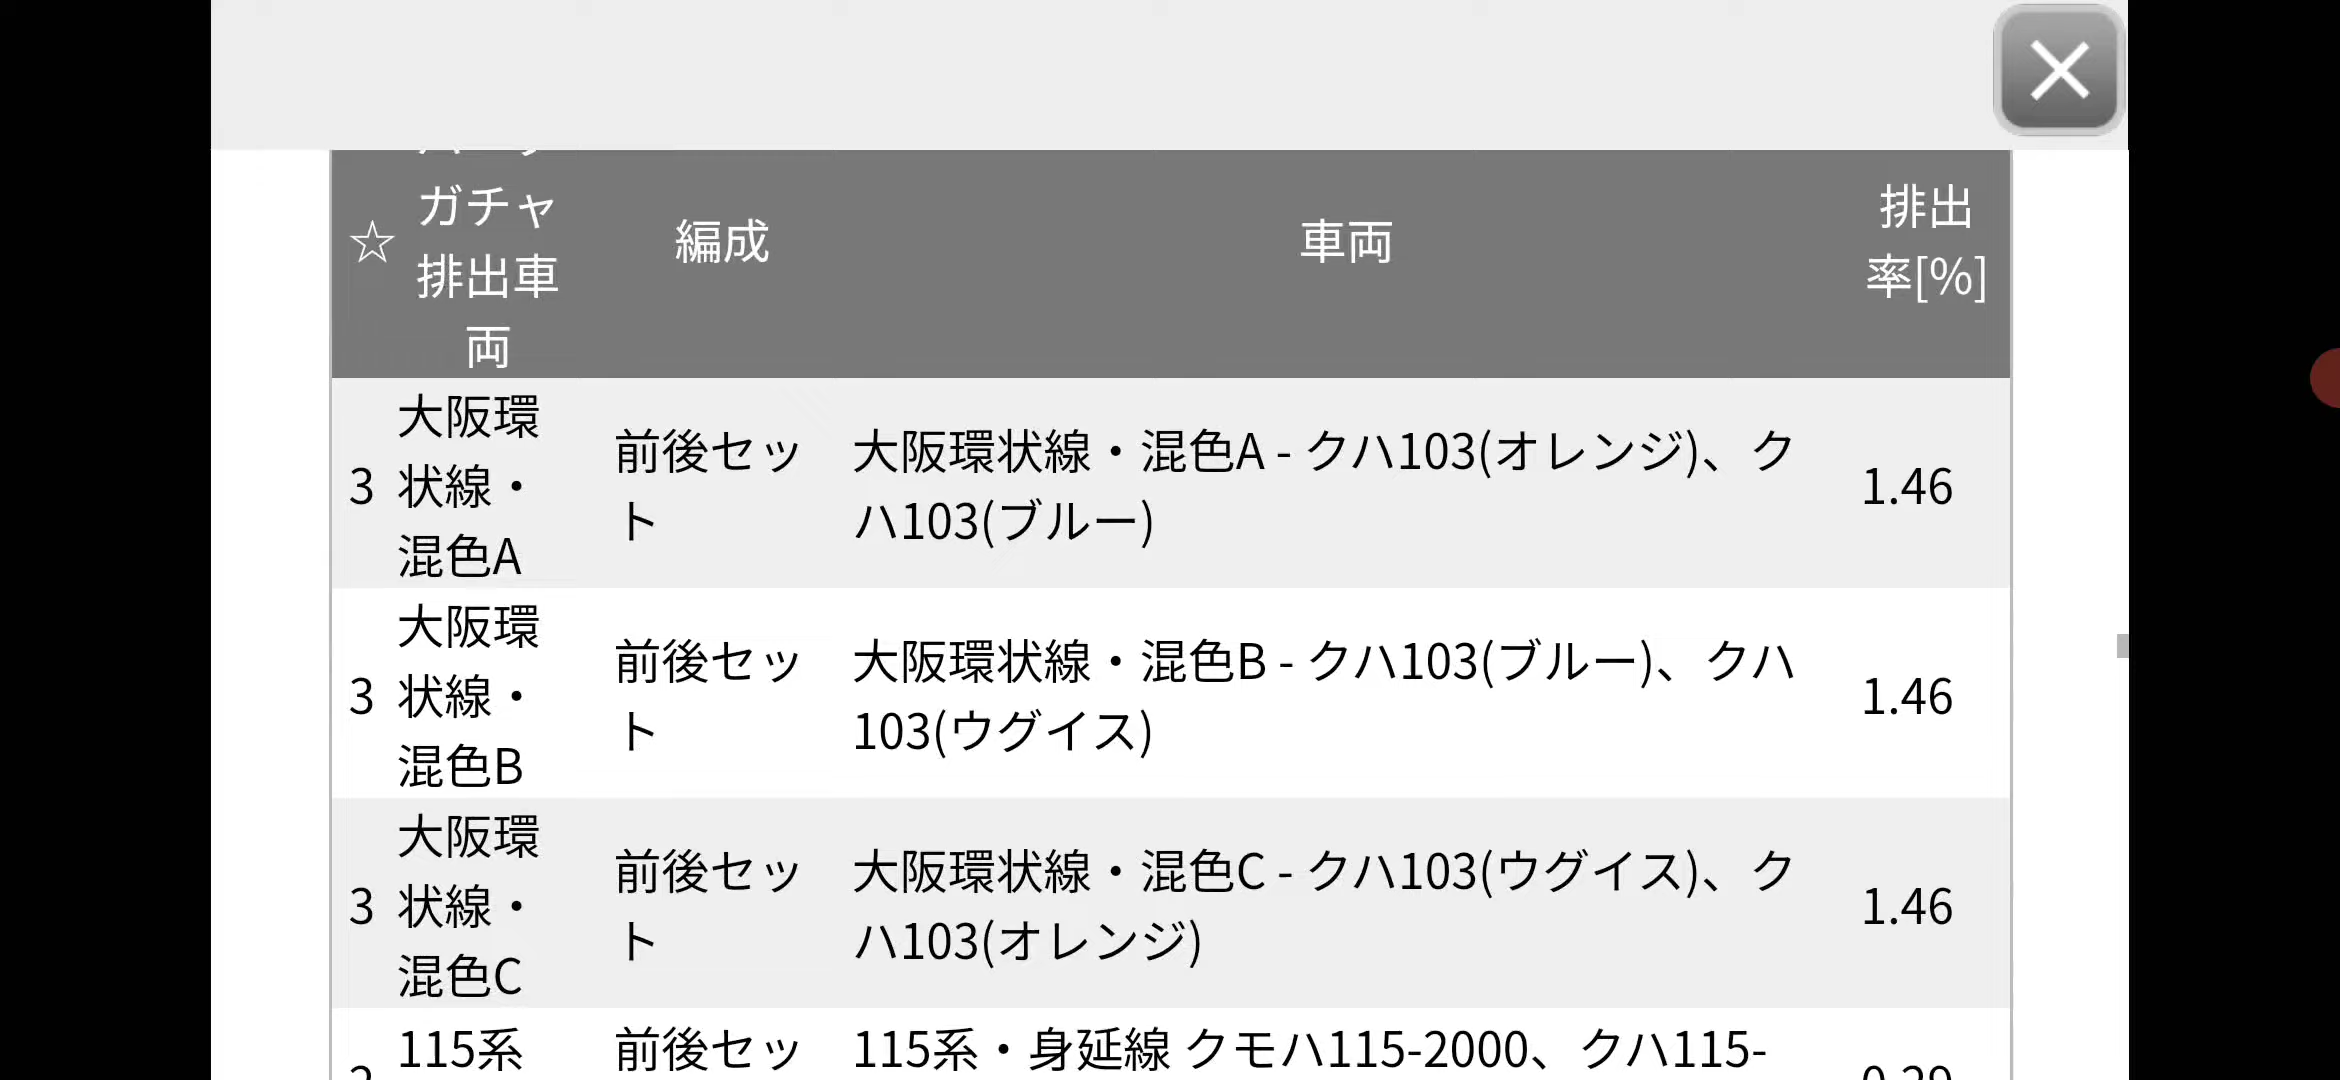 ☆
ガチャ
排出車
両
編成
車両
排出
率[%]
3
大阪環
状線・
混色A
前後セッ
ト
大阪環状線・混色A - クハ103(オレンジ)、ク
ハ103(ブルー)
1.46
3
大阪環
状線・
混色B
前後セッ
ト
大阪環状線・混色B - クハ103(ブルー)、クハ
103(ウグイス)
1.46
3
大阪環
状線・
混色C
前後セッ
ト
大阪環状線・混色C - クハ103(ウグイス)、ク
ハ103(オレンジ)
1.46
115系
前後セッ
115系・身延線 クモハ115-2000、クハ115-